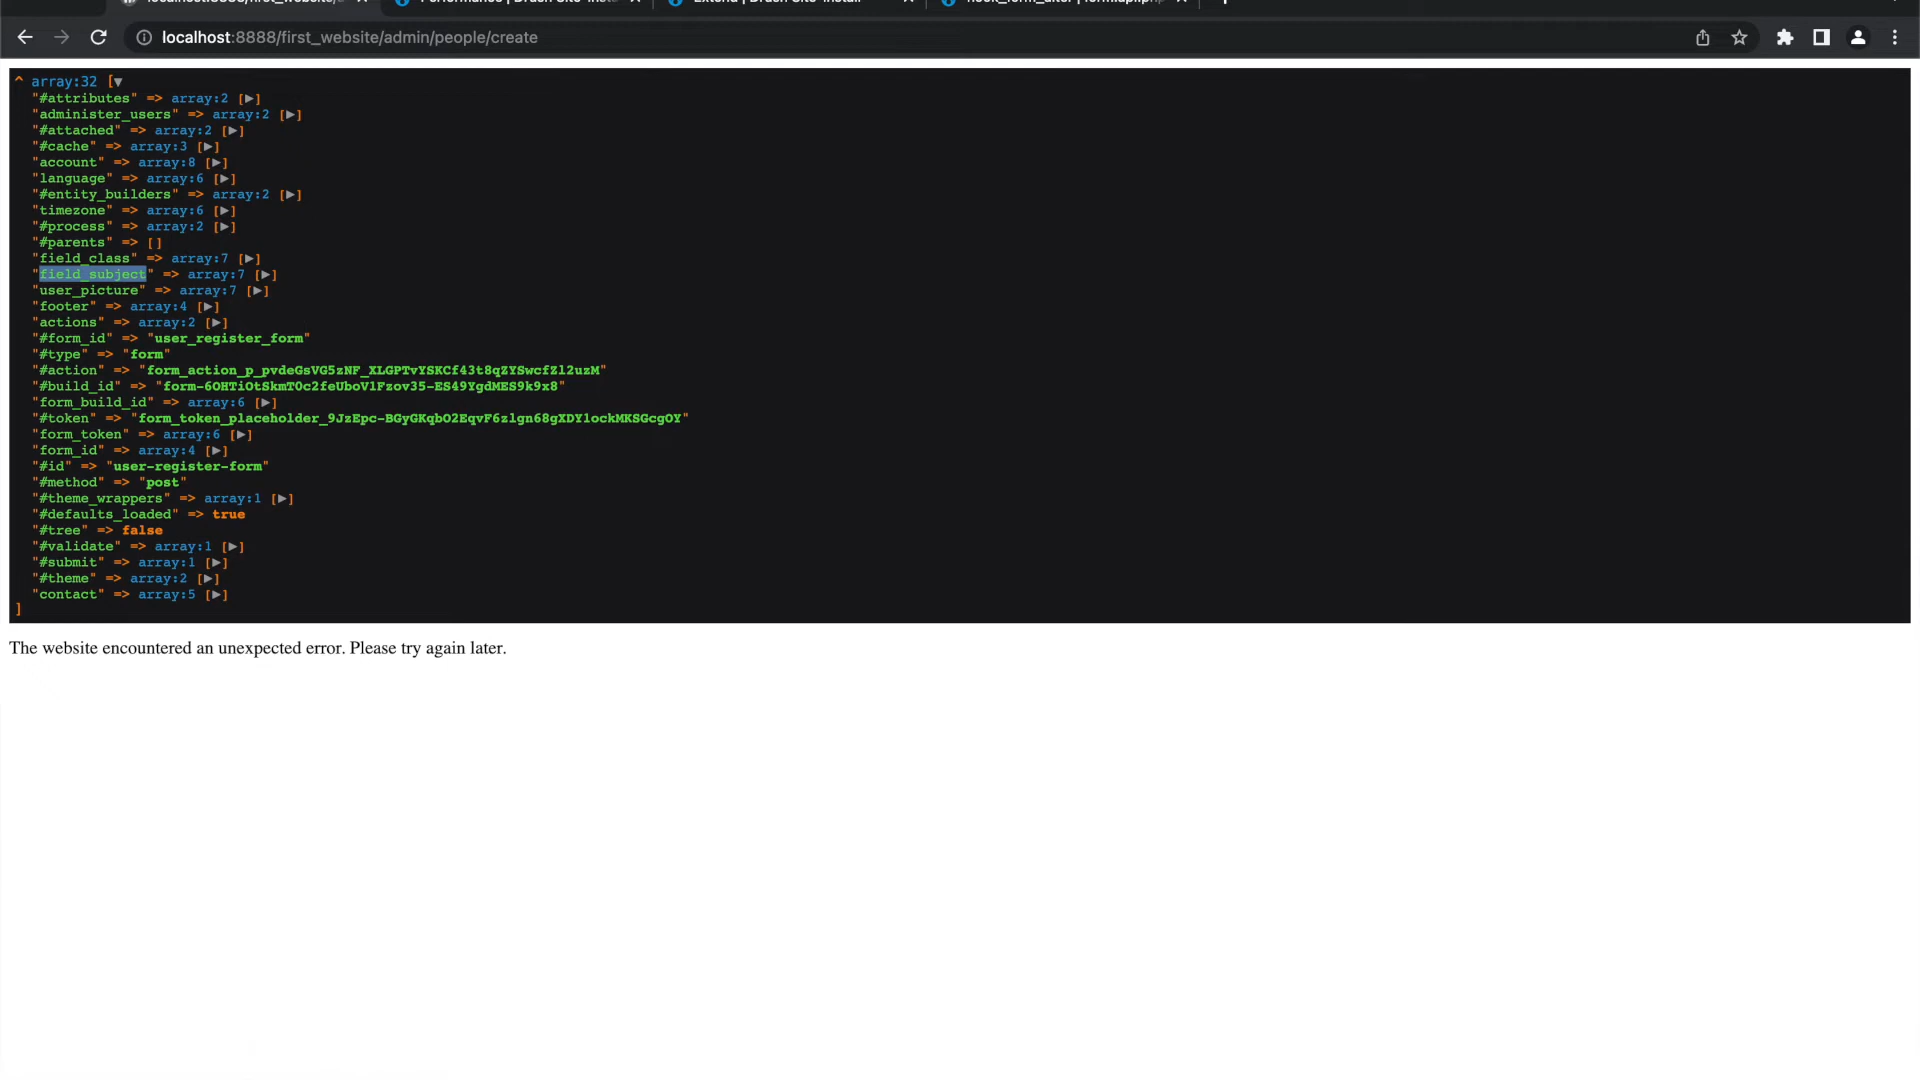 localhost:8888/first_website/admin/people/create
^ array:32 [▼
"#attributes" => array:2 [▶]
"administer_users" => array:2 [▶]
"#attached" => array:2 [▶]
"#cache" => array:3 [▶]
"account" => array:8 [▶]
"language" => array:6 [▶]
"#entity_builders" => array:2 [▶]
"timezone" => array:6 [▶]
"#process" => array:2 [▶]
"#parents" => []
"field_class" => array:7 [▶]
"field_subject" => array:7 [▶]
"user_picture" => array:7 [▶]
"footer" => array:4 [▶]
"actions" => array:2 [▶]
"#form_id" => "user_register_form"
"#type" => "form"
"#action" => "form_action_p_pvdeGsVG5zNF_XLGPTvYSKCf43t8qZYSwcfZl2uzM"
"#build_id" => "form-6OHTiOtSkmTOc2feUboVlFzov35-ES49YgdMES9k9x8"
"form_build_id" => array:6 [▶]
"#token" => "form_token_placeholder_9JzEpc-BGyGKqbO2EqvF6zlgn68gXDYlockMKSGcgOY"
"form_token" => array:6 [▶]
"form_id" => array:4 [▶]
"#id" => "user-register-form"
"#method" => "post"
"#theme_wrappers" => array:1 [▶]
"#defaults_loaded" => true
"#tree" => false
"#validate" => array:1 [▶]
"#submit" => array:1 [▶]
"#theme" => array:2 [▶]
"contact" => array:5 [▶]
]
The website encountered an unexpected error. Please try again later.